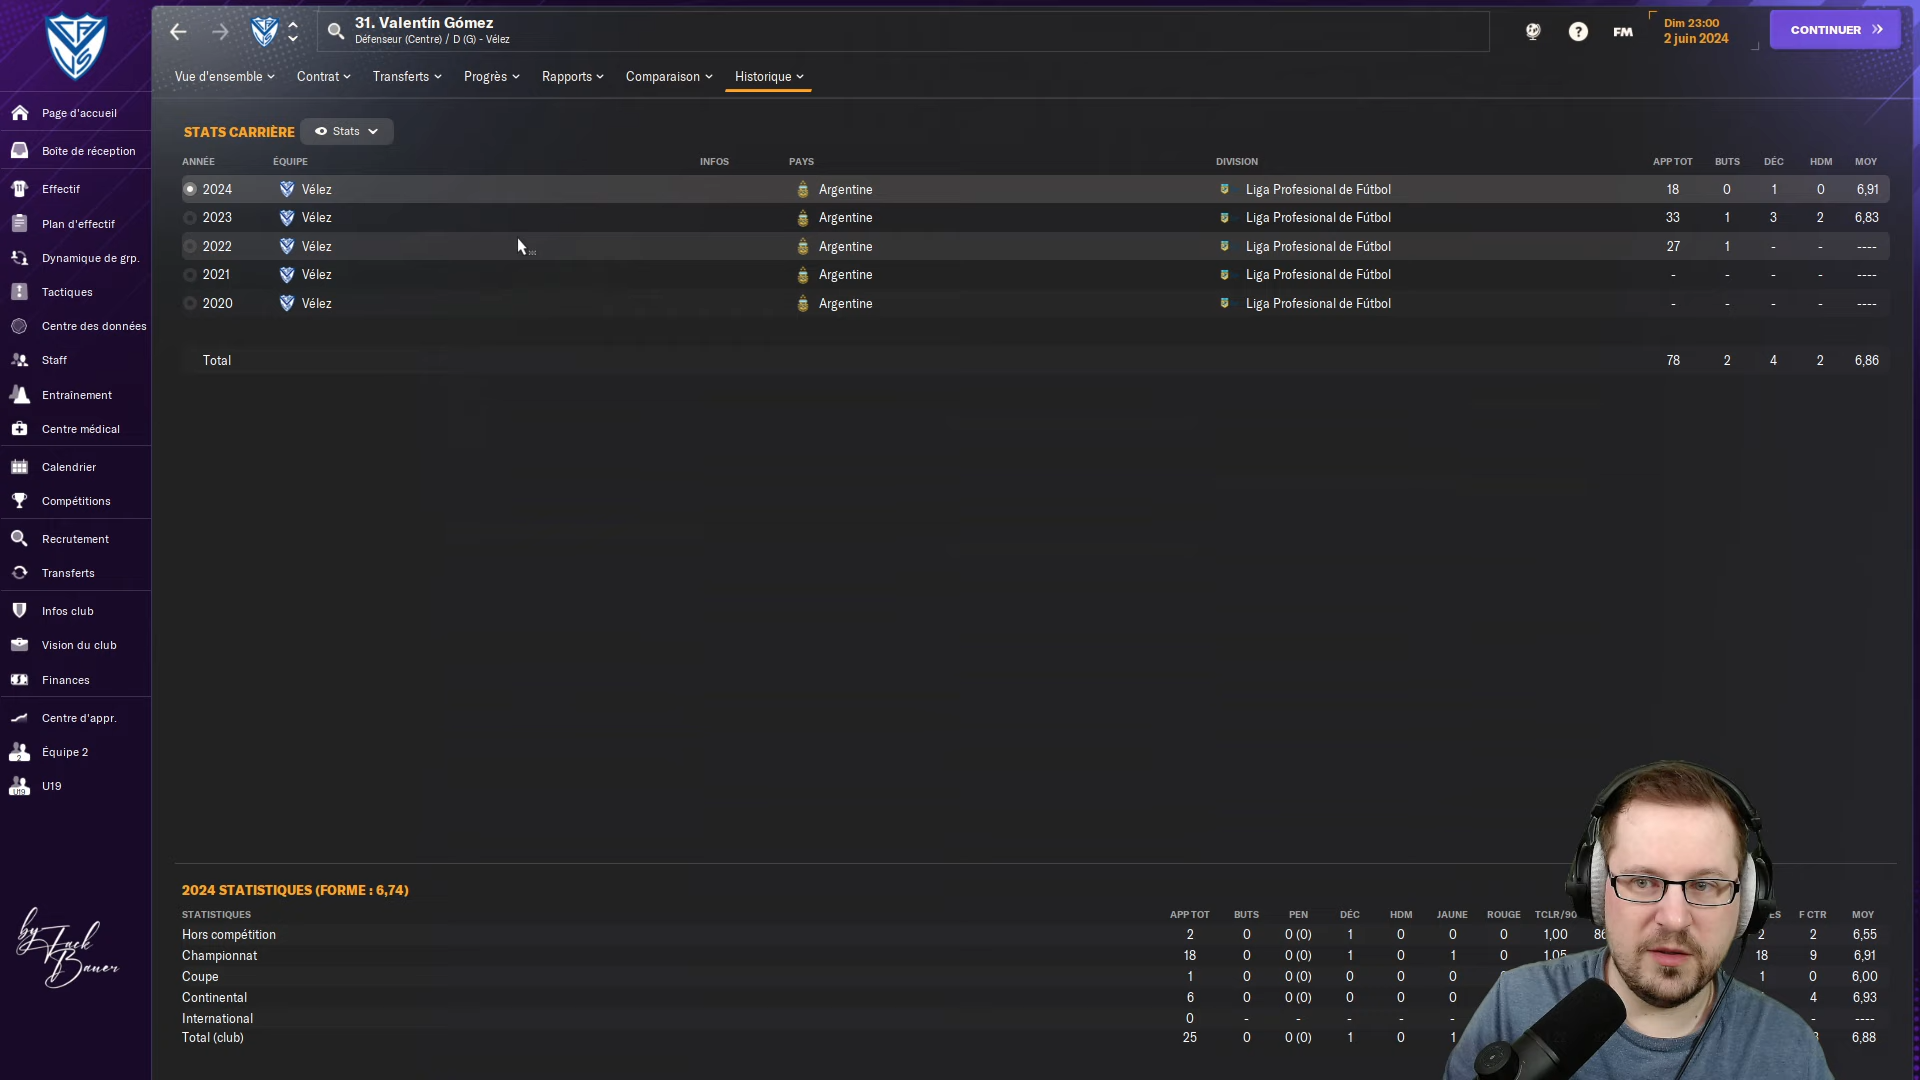 31. Valentín Gómez
Défenseur (Centre) / D (G) - Vélez
FM
Dim 23:00
2 juin 2024
CONTINUER
Vue d'ensemble Contrat Transferts Progrès Rapports Comparaison Historique
Page d'accueil
Boîte de réception
Effectif
Plan d'effectif
Dynamique de grp.
Tactiques
Centre des données
Staff
Entraînement
Centre médical
Calendrier
Compétitions
Recrutement
Transferts
Infos club
Vision du club
Finances
Centre d'appr.
Équipe 2
U19
by Jack
Bauer
STATS CARRIÈRE Stats
ANNÉE ÉQUIPE INFOS PAYS DIVISION APP TOT BUTS DÉC HDM MOY
2024 Vélez Argentine Liga Profesional de Fútbol 18 0 1 0 6,91
2023 Vélez Argentine Liga Profesional de Fútbol 33 1 3 2 6,83
2022 Vélez Argentine Liga Profesional de Fútbol 27 1 - - ----
2021 Vélez Argentine Liga Profesional de Fútbol - - - - ----
2020 Vélez Argentine Liga Profesional de Fútbol - - - - ----
Total 78 2 4 2 6,86
2024 STATISTIQUES (FORME : 6,74)
STATISTIQUES APP TOT BUTS PEN DÉC HDM JAUNE ROUGE TCLR/90 F CTR MOY
Hors compétition 2 0 0 (0) 1 0 0 0 1,00 2 2 6,55
Championnat 18 0 0 (0) 1 0 1 0 1,05 18 9 6,91
Coupe 1 0 0 (0) 0 0 0 1 0 6,00
Continental 6 0 0 (0) 0 0 0 4 6,93
International 0 - - - - - - ----
Total (club) 25 0 0 (0) 1 0 1 6,88